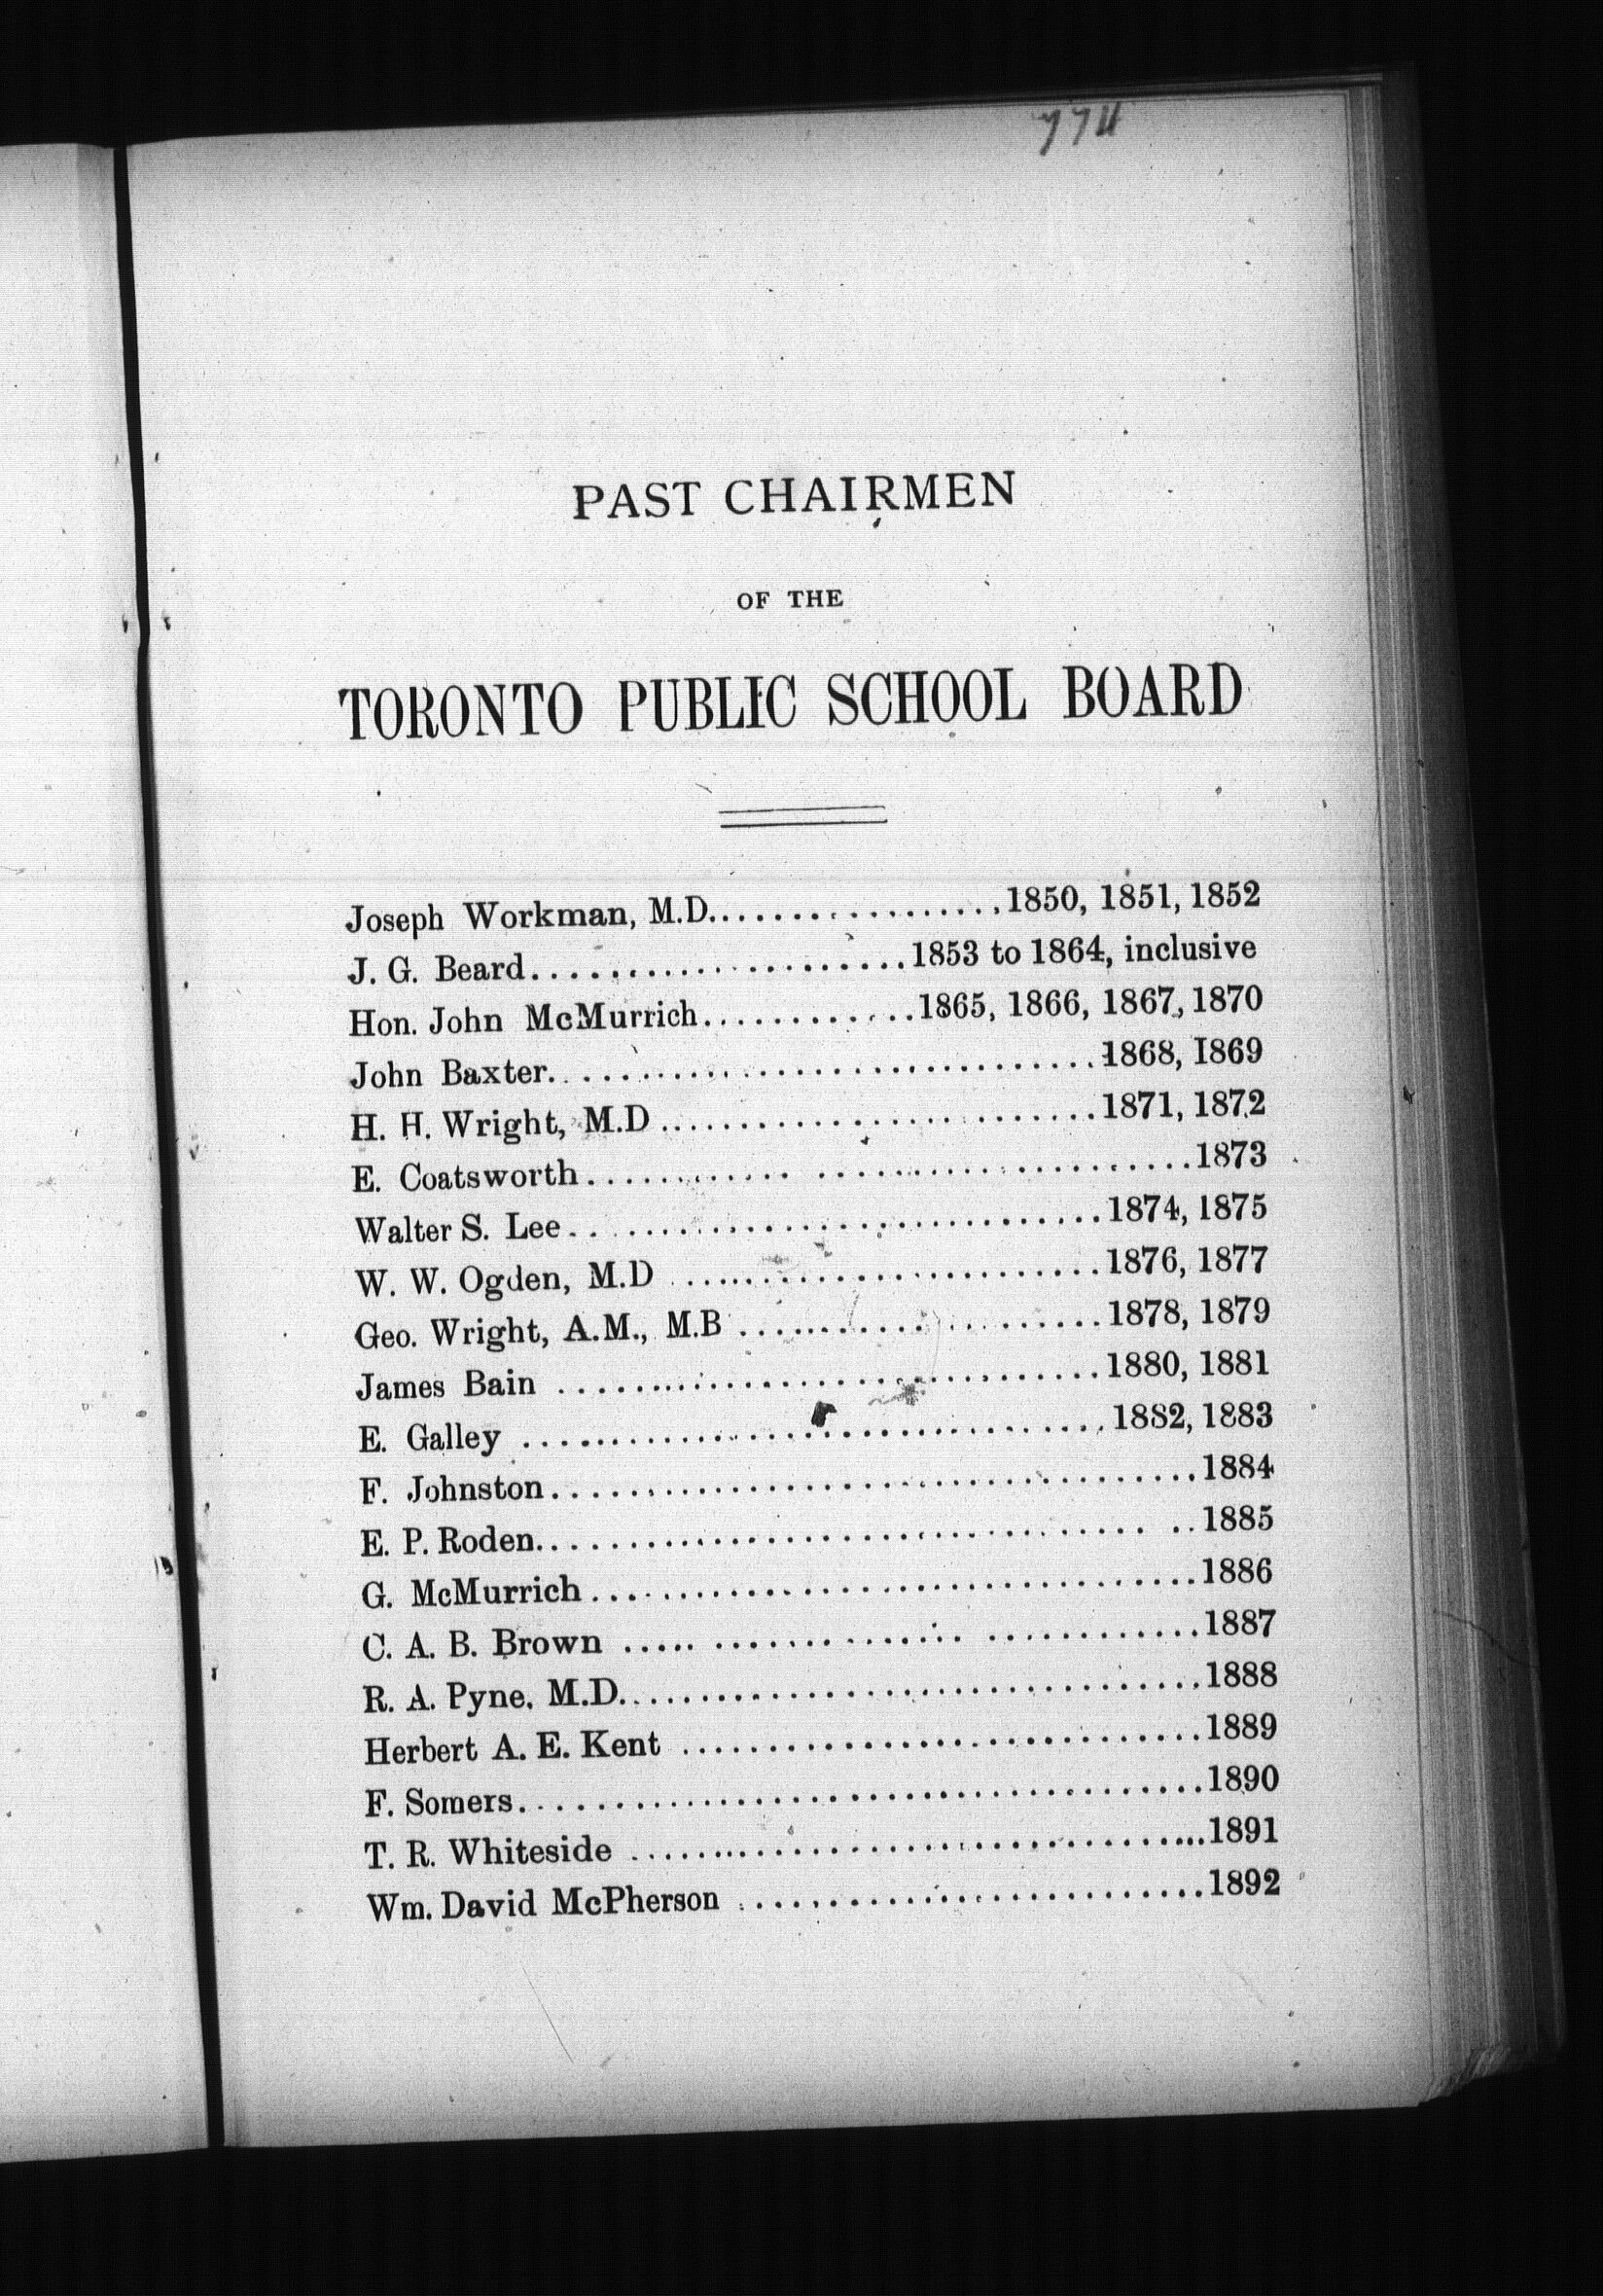 PAST CHAIRMEN
OF THE
TORONTO PUBLIC SCHOOL BOARD
Joseph Workman, M.D..................1850, 1851, 1852
J. G. Beard......................1853 to 1864, inclusive
Hon. John McMurrich.............1865, 1866, 1867, 1870
John Baxter.................................1868, 1869
H. H. Wright, M.D..........................1871, 1872
E. Coatsworth....................................1873
Walter S. Lee................................1874, 1875
W. W. Ogden, M.D ..........................1876, 1877
Geo. Wright, A.M., M.B ......................1878, 1879
James Bain .................................1880, 1881
E. Galley ...................................1882, 1883
F. Johnston.......................................1884
E. P. Roden.......................................1885
G. McMurrich.....................................1886
C. A. B. Brown ...................................1887
R. A. Pyne, M.D...................................1888
Herbert A. E. Kent ...............................1889
F. Somers.........................................1890
T. R. Whiteside ..................................1891
Wm. David McPherson ............................1892